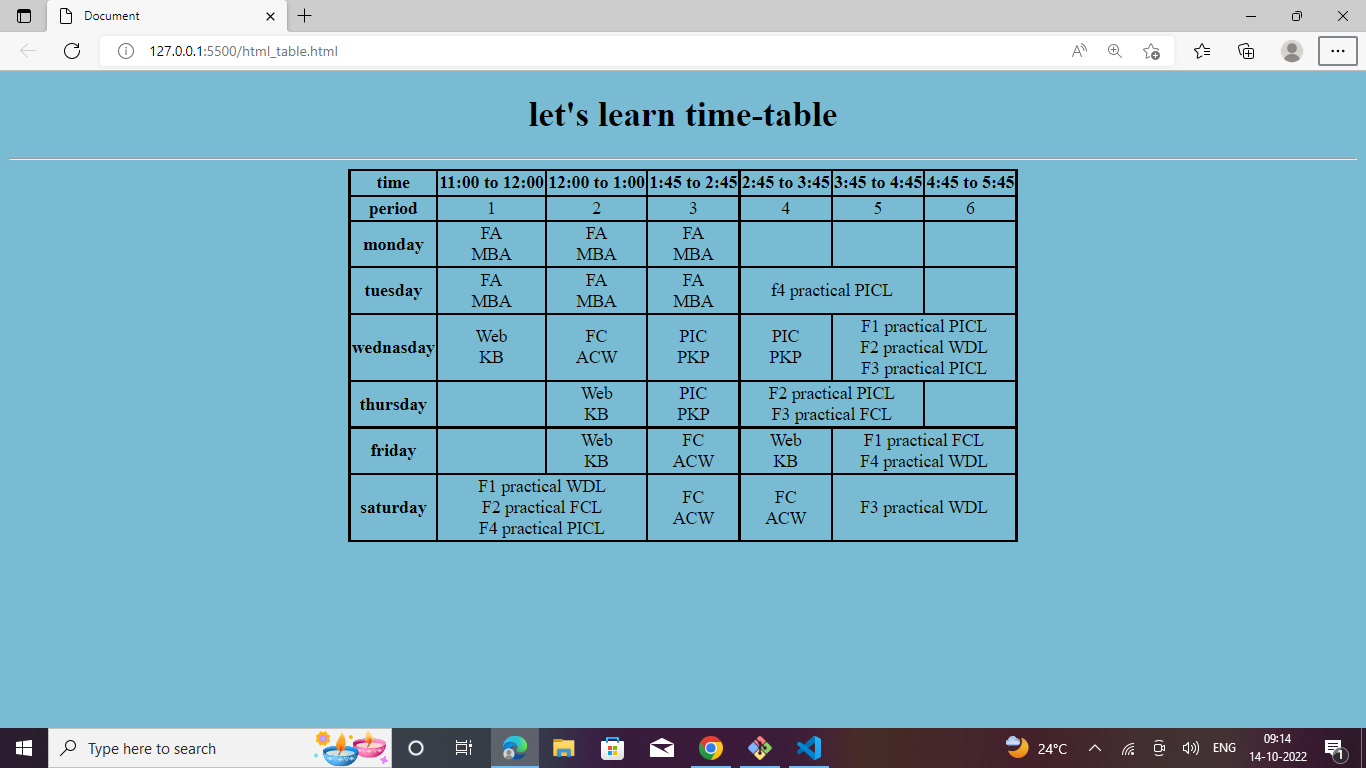 Document
127.0.0.1:5500/html_table.html
let's learn time-table
time 11:00 to 12:00 12:00 to 1:00 1:45 to 2:45 2:45 to 3:45 3:45 to 4:45 4:45 to 5:45
period 1 2 3 4 5 6
monday FA FA FA
MBA MBA MBA
tuesday FA FA FA f4 practical PICL
MBA MBA MBA
wednasday Web FC PIC PIC F1 practical PICL
KB ACW PKP PKP F2 practical WDL
F3 practical PICL
thursday Web PIC F2 practical PICL
KB PKP F3 practical FCL
friday Web FC Web F1 practical FCL
KB ACW KB F4 practical WDL
saturday F1 practical WDL FC FC F3 practical WDL
F2 practical FCL ACW ACW
F4 practical PICL
Type here to search
24°C
ENG
09:14
14-10-2022
1